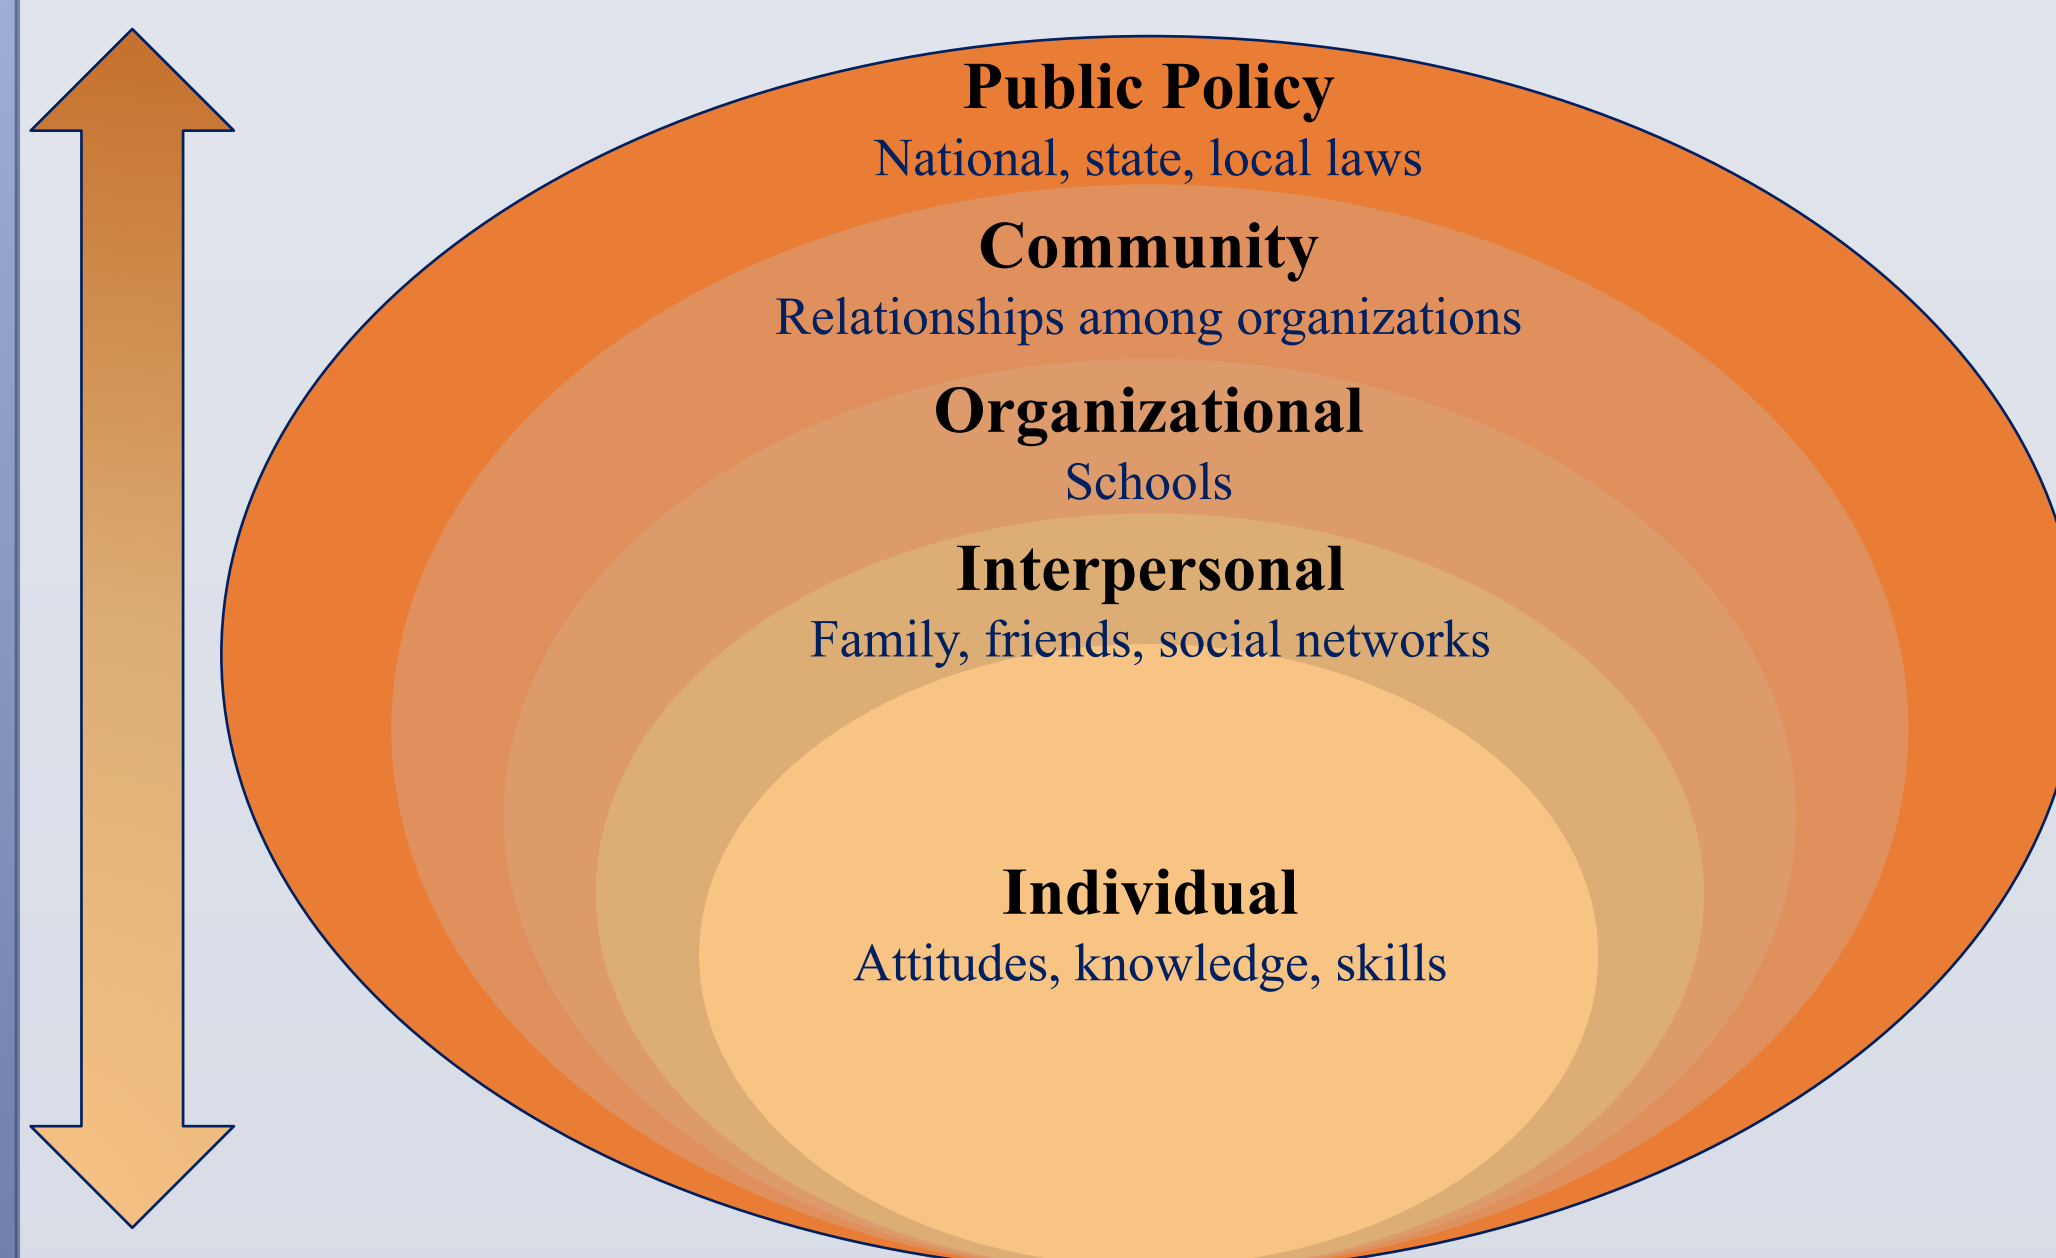 Public Policy
National, state, local laws
Community
Relationships among organizations
Organizational
Schools
Interpersonal
Family, friends, social networks
Individual
Attitudes, knowledge, skills